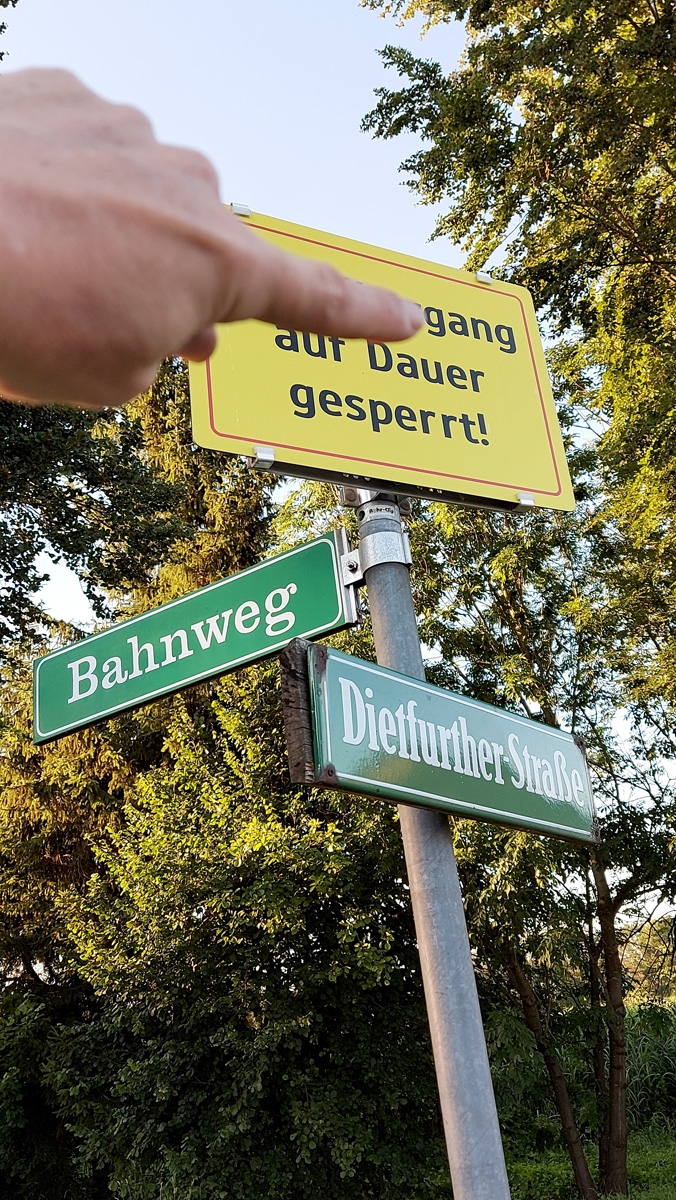 gang
auf Dauer
gesperrt!
Bahnweg
Dietfurther-Straße